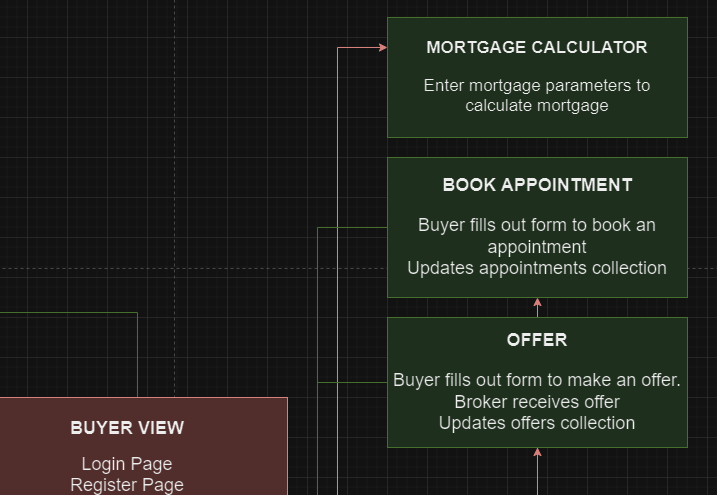 MORTGAGE CALCULATOR
Enter mortgage parameters to
calculate mortgage
BOOK APPOINTMENT
Buyer fills out form to book an
appointment
Updates appointments collection
OFFER
Buyer fills out form to make an offer.
Broker receives offer
Updates offers collection
BUYER VIEW
Login Page
Register Page